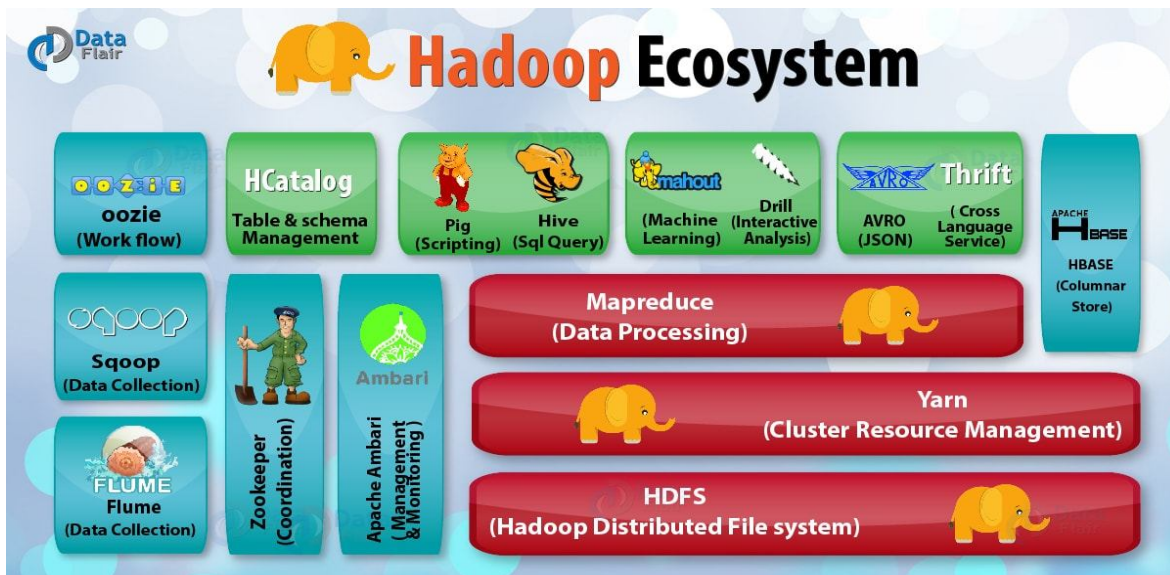 Data
Flair
Hadoop Ecosystem
OOZiE
oozie
(Work flow)
HCatalog
Table & schema
Management
Pig
(Scripting)
Hive
(Sql Query)
mahout
(Machine
Learning)
Drill
(Interactive
Analysis)
AVRO
AVRO
(JSON)
Thrift
( Cross
Language
Service)
APACHE
HBASE
HBASE
(Columnar
Store)
sqoop
Sqoop
(Data Collection)
FLUME
Flume
(Data Collection)
Zookeeper
(Coordination)
Ambari
Apache Ambari
( Management
& Monitoring )
Mapreduce
(Data Processing)
Yarn
(Cluster Resource Management)
HDFS
(Hadoop Distributed File system)